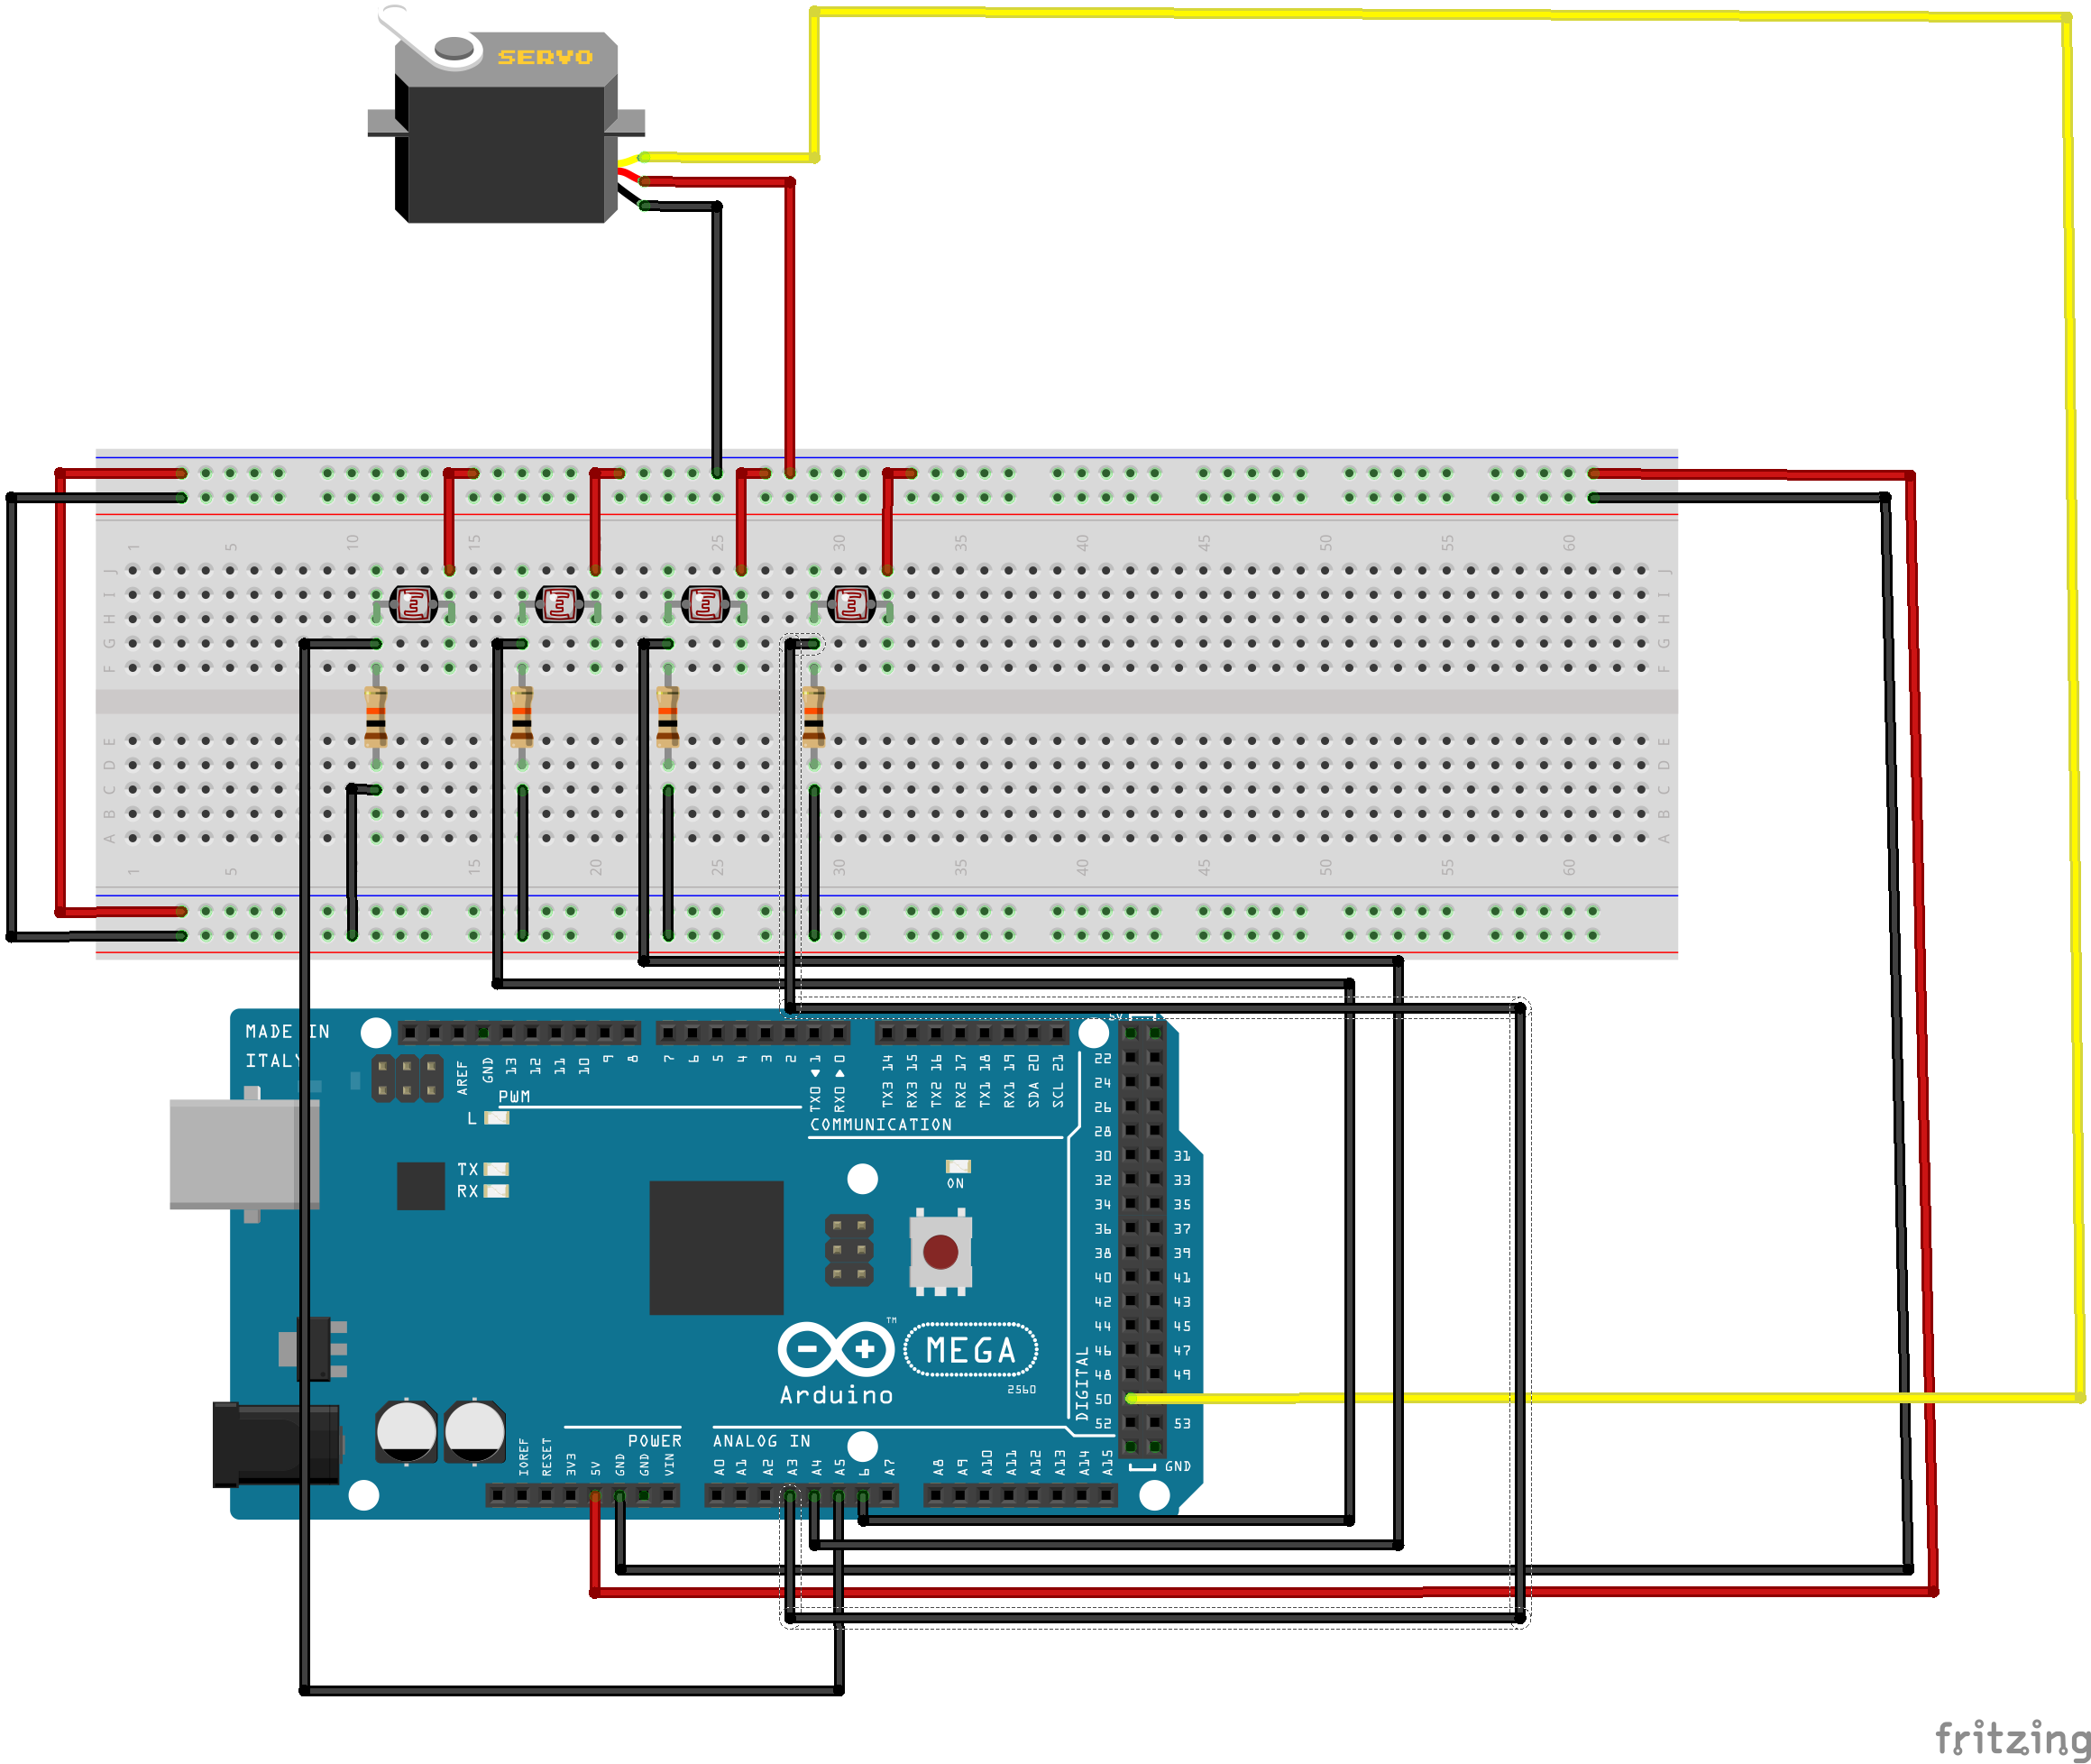 SERVO
1 5 10 15 25 30 35 40 45 50 55 60
J J
I I
H H
G G
F F
E E
D D
C C
B B
A A
1 5 15 20 25 30 35 40 45 50 55 60
MADE IN
ITALY
AREF GND 13 12 11 10 9 8 7 6 5 4 3 2 TX0 1 RX0 0 TX3 14 RX3 15 TX2 16 RX2 17 TX1 18 RX1 19 SDA 20 SCL 21
5V
22
24
26
28
30 31
32 33
34 35
36 37
38 39
40 41
42 43
44 45
46 47
48 49
50
52 53
GND
PWM
L
COMMUNICATION
TX
RX
ON
MEGA
TM
2560
Arduino
DIGITAL
POWER
ANALOG IN
IOREF RESET 3V3 5V GND GND VIN A0 A1 A2 A3 A4 A5 6 A7 A8 A9 A10 A11 A12 A13 A14 A15
fritzing